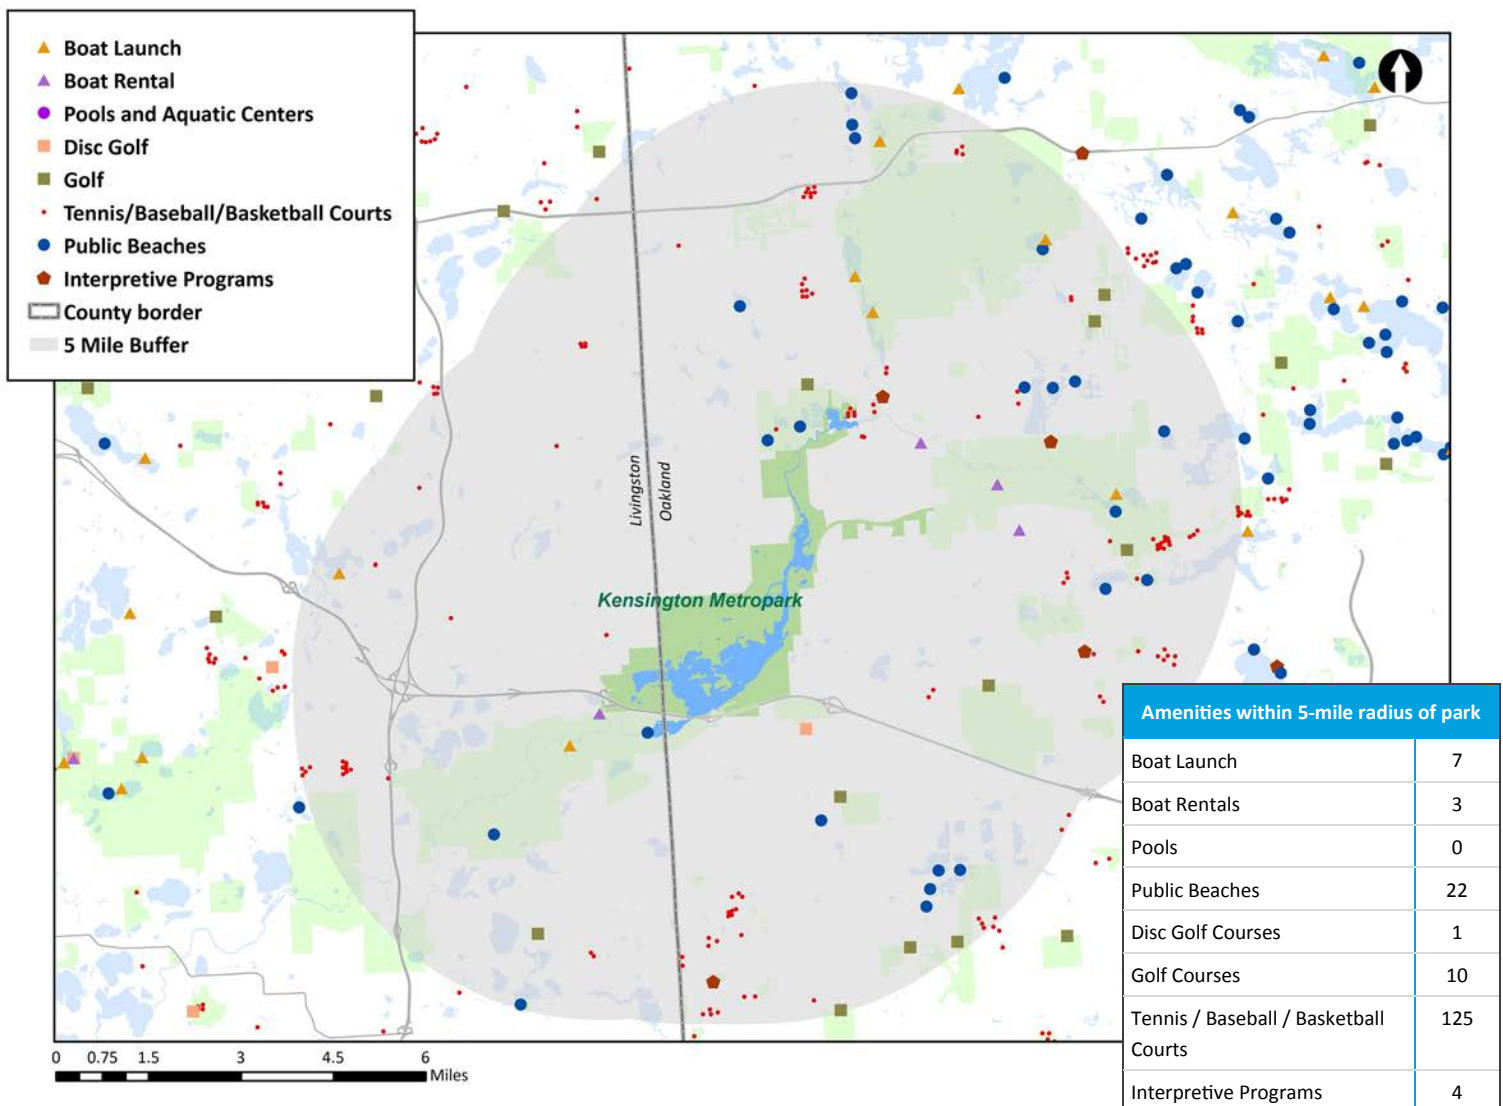 Boat Launch
Boat Rental
Pools and Aquatic Centers
Disc Golf
Golf
Tennis/Baseball/Basketball Courts
Public Beaches
Interpretive Programs
County border
5 Mile Buffer
Livingston
Oakland
Kensington Metropark
Amenities within 5-mile radius of park
Boat Launch 7
Boat Rentals 3
Pools 0
Public Beaches 22
Disc Golf Courses 1
Golf Courses 10
Tennis / Baseball / Basketball 125
Courts
Interpretive Programs 4
0 0.75 1.5 3 4.5 6
Miles